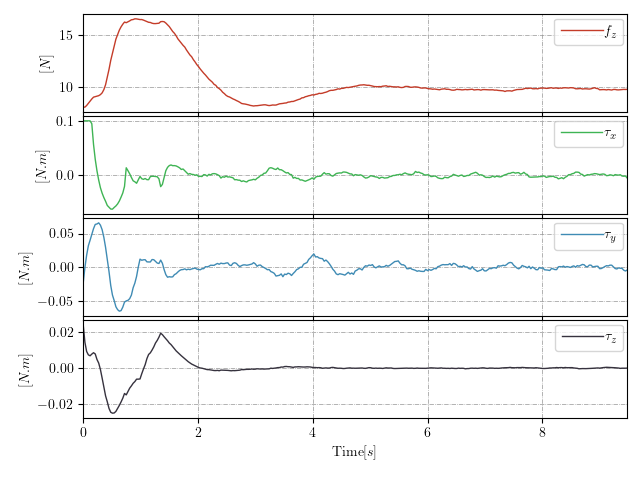 15
10
[N]
f_z
0.1
0.0
[N.m]
τ_x
0.05
0.00
−0.05
[N.m]
τ_y
0.02
0.00
−0.02
[N.m]
τ_z
0 2 4 6 8
Time[s]